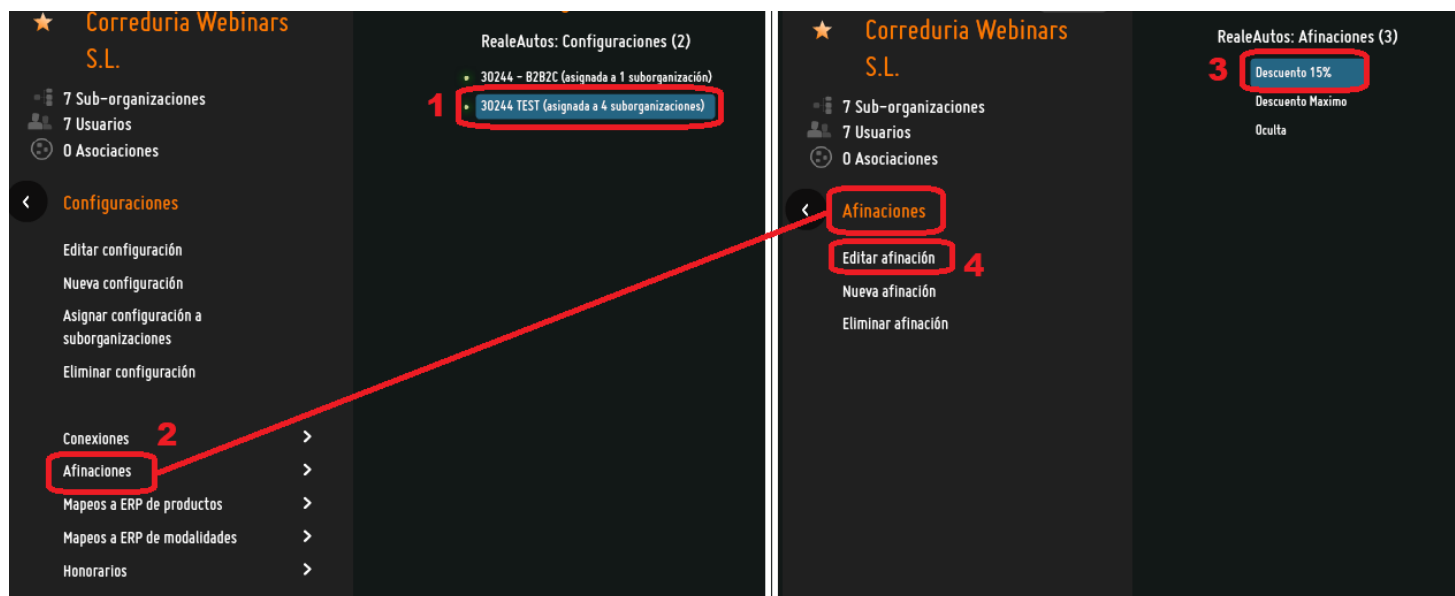 Correduria Webinars
S.L.
7 Sub-organizaciones
7 Usuarios
0 Asociaciones
Configuraciones
Editar configuración
Nueva configuración
Asignar configuración a
suborganizaciones
Eliminar configuración
Conexiones
2
Afinaciones
Mapeos a ERP de productos
Mapeos a ERP de modalidades
Honorarios
RealeAutos: Configuraciones (2)
30244 - B2B2C (asignada a 1 suborganización)
1
30244 TEST (asignada a 4 suborganizaciones)
Correduria Webinars
S.L.
7 Sub-organizaciones
7 Usuarios
0 Asociaciones
Afinaciones
Editar afinación
4
Nueva afinación
Eliminar afinación
RealeAutos: Afinaciones (3)
3
Descuento 15%
Descuento Maximo
Oculta